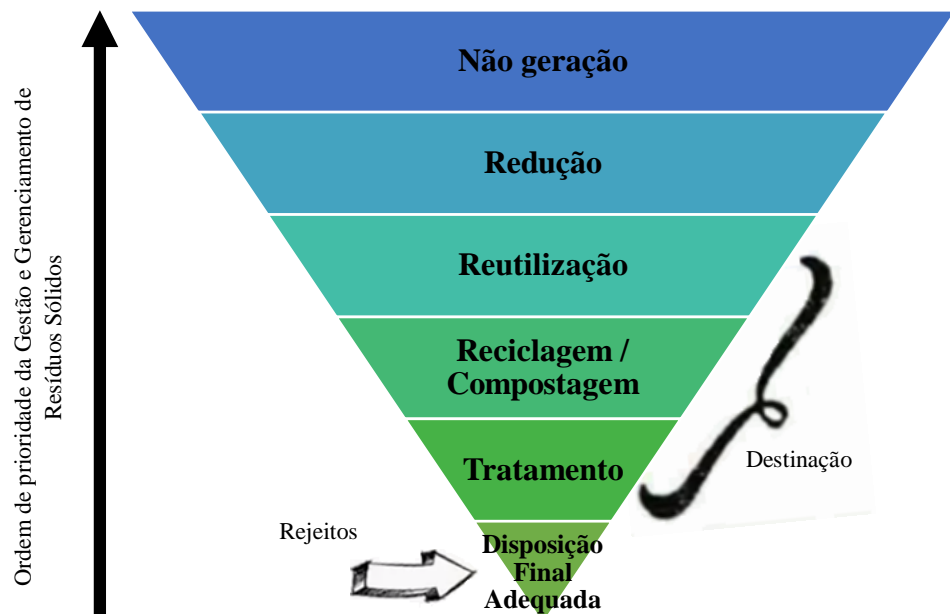 Ordem de prioridade da Gestão e Gerenciamento de
Resíduos Sólidos
Não geração
Redução
Reutilização
Reciclagem /
Compostagem
Tratamento
Destinação
Rejeitos
Disposição
Final
Adequada